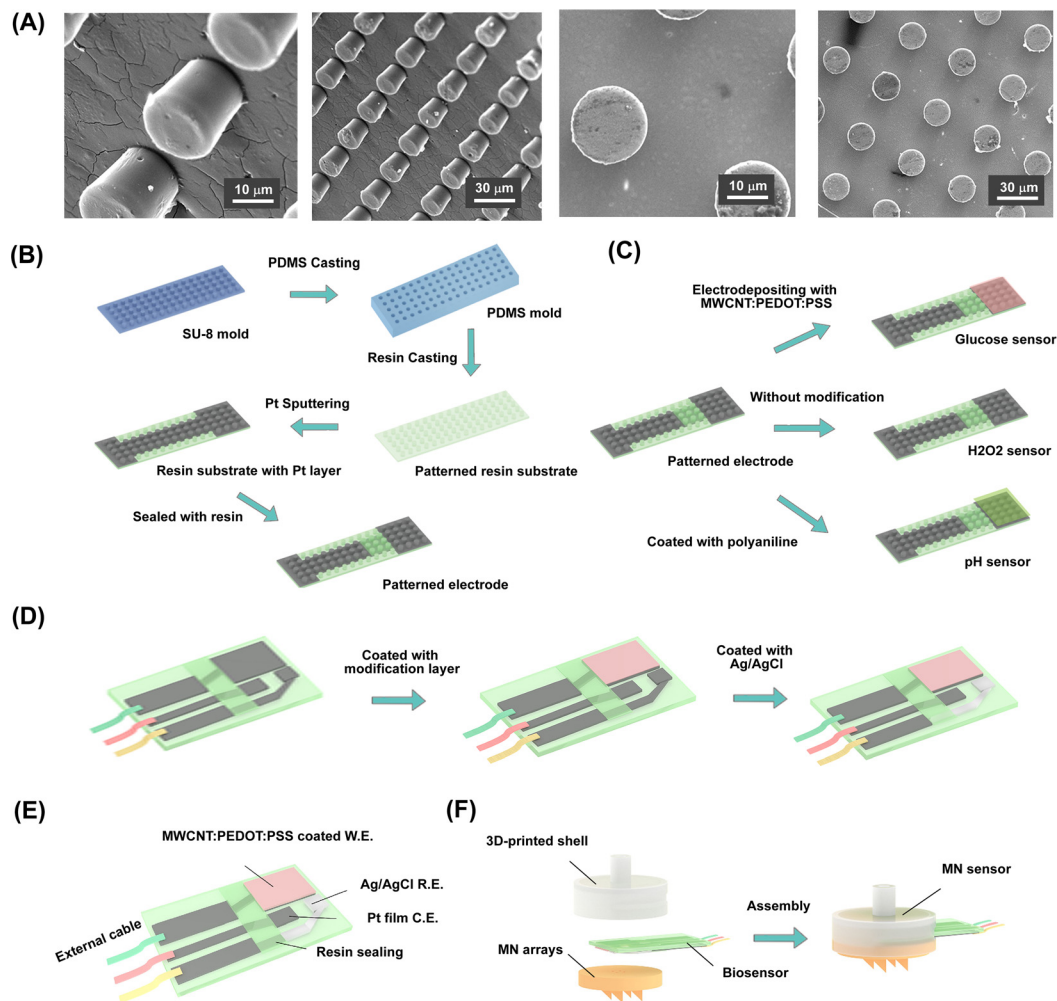 (A)
10 μm
30 μm
10 μm
30 μm
(B)
PDMS Casting
SU-8 mold
PDMS mold
Resin Casting
Pt Sputtering
Resin substrate with Pt layer
Patterned resin substrate
Sealed with resin
Patterned electrode
(C)
Electrodepositing with
MWCNT:PEDOT:PSS
Glucose sensor
Without modification
Patterned electrode
H2O2 sensor
Coated with polyaniline
pH sensor
(D)
Coated with
modification layer
Coated with
Ag/AgCl
(E)
MWCNT:PEDOT:PSS coated W.E.
Ag/AgCl R.E.
Pt film C.E.
External cable
Resin sealing
(F)
3D-printed shell
MN sensor
Assembly
MN arrays
Biosensor